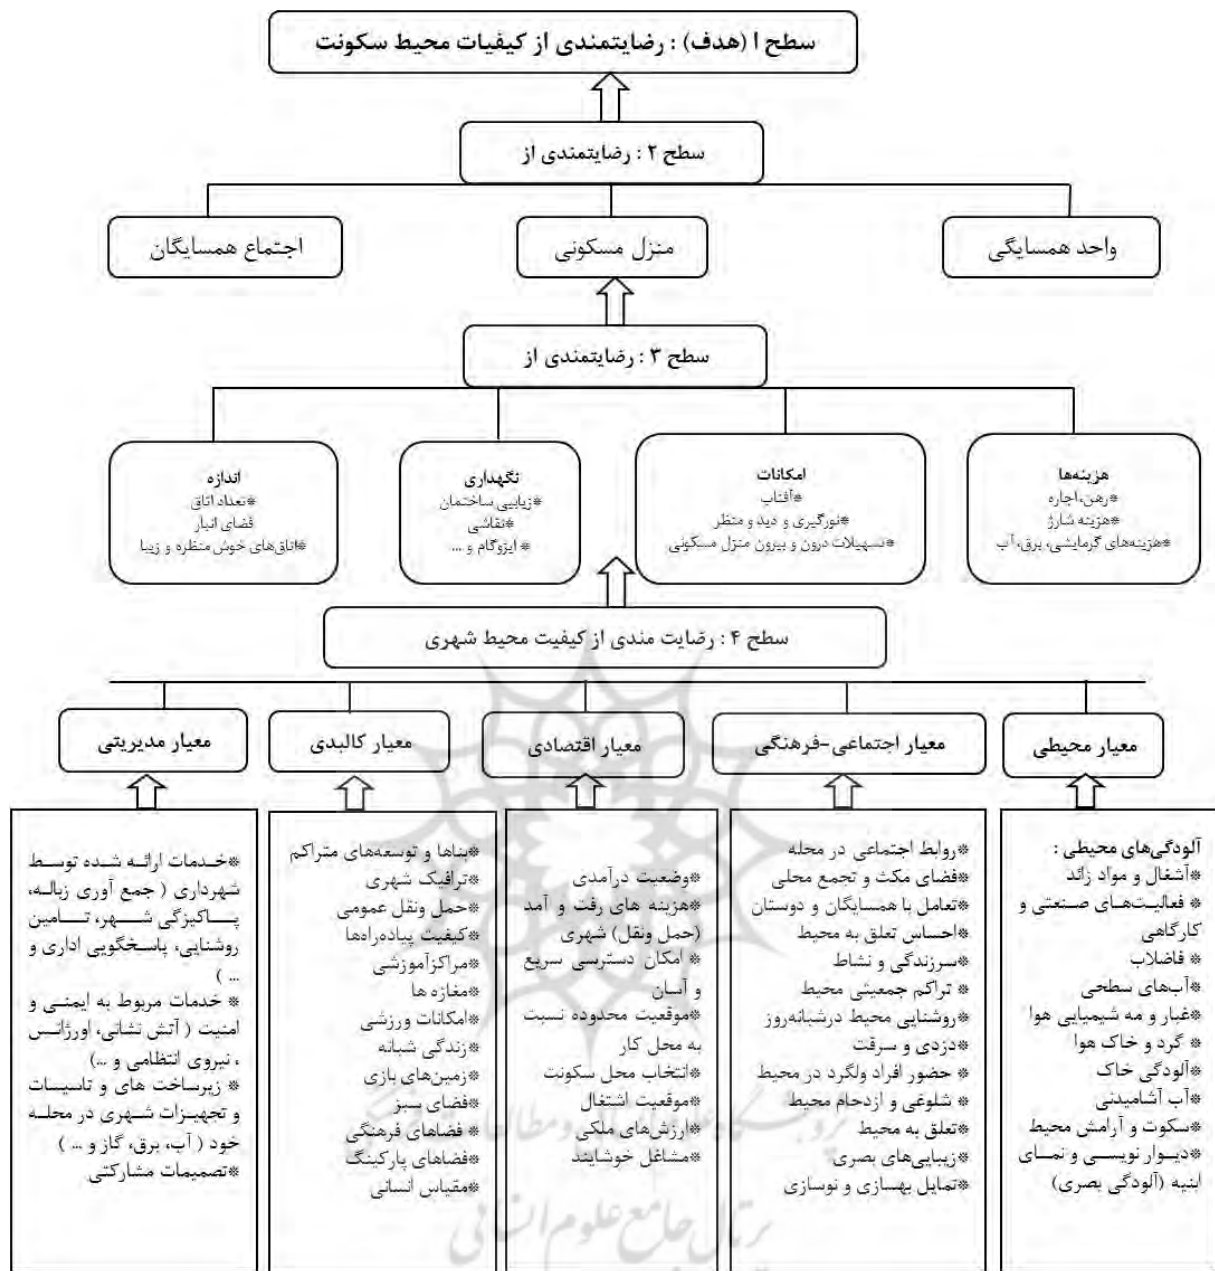 سطح ۱ (هدف) : رضایتمندی از کیفیات محیط سکونت
سطح ۲ : رضایتمندی از
واحد همسایگی
منزل مسکونی
اجتماع همسایگان
سطح ۳ : رضایتمندی از
هزینه‌ها
*رهن، اجاره
*هزینه شارژ
*هزینه‌های گرمایشی، برق، آب
امکانات
*آفتاب
*نورگیری و دید و منظر
*تسهیلات درون و بیرون منزل مسکونی
نگهداری
*زیبایی ساختمان
*نقاشی
* ایزوگام و ...
اندازه
*تعداد اتاق
فضای انبار
*اتاق‌های خوش منظره و زیبا
سطح ۴ : رضایت مندی از کیفیت محیط شهری
معیار محیطی
معیار اجتماعی-فرهنگی
معیار اقتصادی
معیار کالبدی
معیار مدیریتی
آلودگی‌های محیطی :
*آشغال و مواد زائد
* فعالیت‌های صنعتی و
کارگاهی
* فاضلاب
*آب‌های سطحی
*غبار و مه شیمیایی هوا
* گرد و خاک هوا
*آلودگی خاک
*آب آشامیدنی
*سکوت و آرامش محیط
*دیوار نویسی و نمای
ابنیه (آلودگی بصری)
*روابط اجتماعی در محله
*فضای مکث و تجمع محلی
*تعامل با همسایگان و دوستان
*احساس تعلق به محیط
*سرزندگی و نشاط
* تراکم جمعیتی محیط
*روشنایی محیط درشبانه‌روز
*دزدی و سرقت
* حضور افراد ولگرد در محیط
* شلوغی و ازدحام محیط
*تعلق به محیط
*زیبایی‌های بصری
*تمایل بهسازی و نوسازی
*وضعیت درآمدی
*هزینه های رفت و آمد
(حمل ونقل) شهری
* امکان دسترسی سریع
و آسان
*موقعیت محدوده نسبت
به محل کار
*انتخاب محل سکونت
*موقعیت اشتغال
*ارزش‌های ملکی
*مشاغل خوشایند
*بناها و توسعه‌های متراکم
*ترافیک شهری
*حمل ونقل عمومی
*کیفیت پیاده‌راه‌ها
*مراکزآموزشی
*مغازه ها
*امکانات ورزشی
*زندگی شبانه
*زمین‌های بازی
*فضای سبز
* فضاهای فرهنگی
*فضاهای پارکینگ
*مقیاس انسانی
*خدمات ارائه شده توسط
شهرداری ( جمع آوری زباله،
پاکیزگی شهر، تامین
روشنایی، پاسخگویی اداری و
... )
* خدمات مربوط به ایمنی و
امنیت ( آتش نشانی، اورژانس
، نیروی انتظامی و ...)
* زیرساخت های و تاسیسات
و تجهیزات شهری در محله
خود ( آب، برق، گاز و ... )
*تصمیمات مشارکتی
پژوهشگاه علوم انسانی و مطالعات فرهنگی
پرتال جامع علوم انسانی